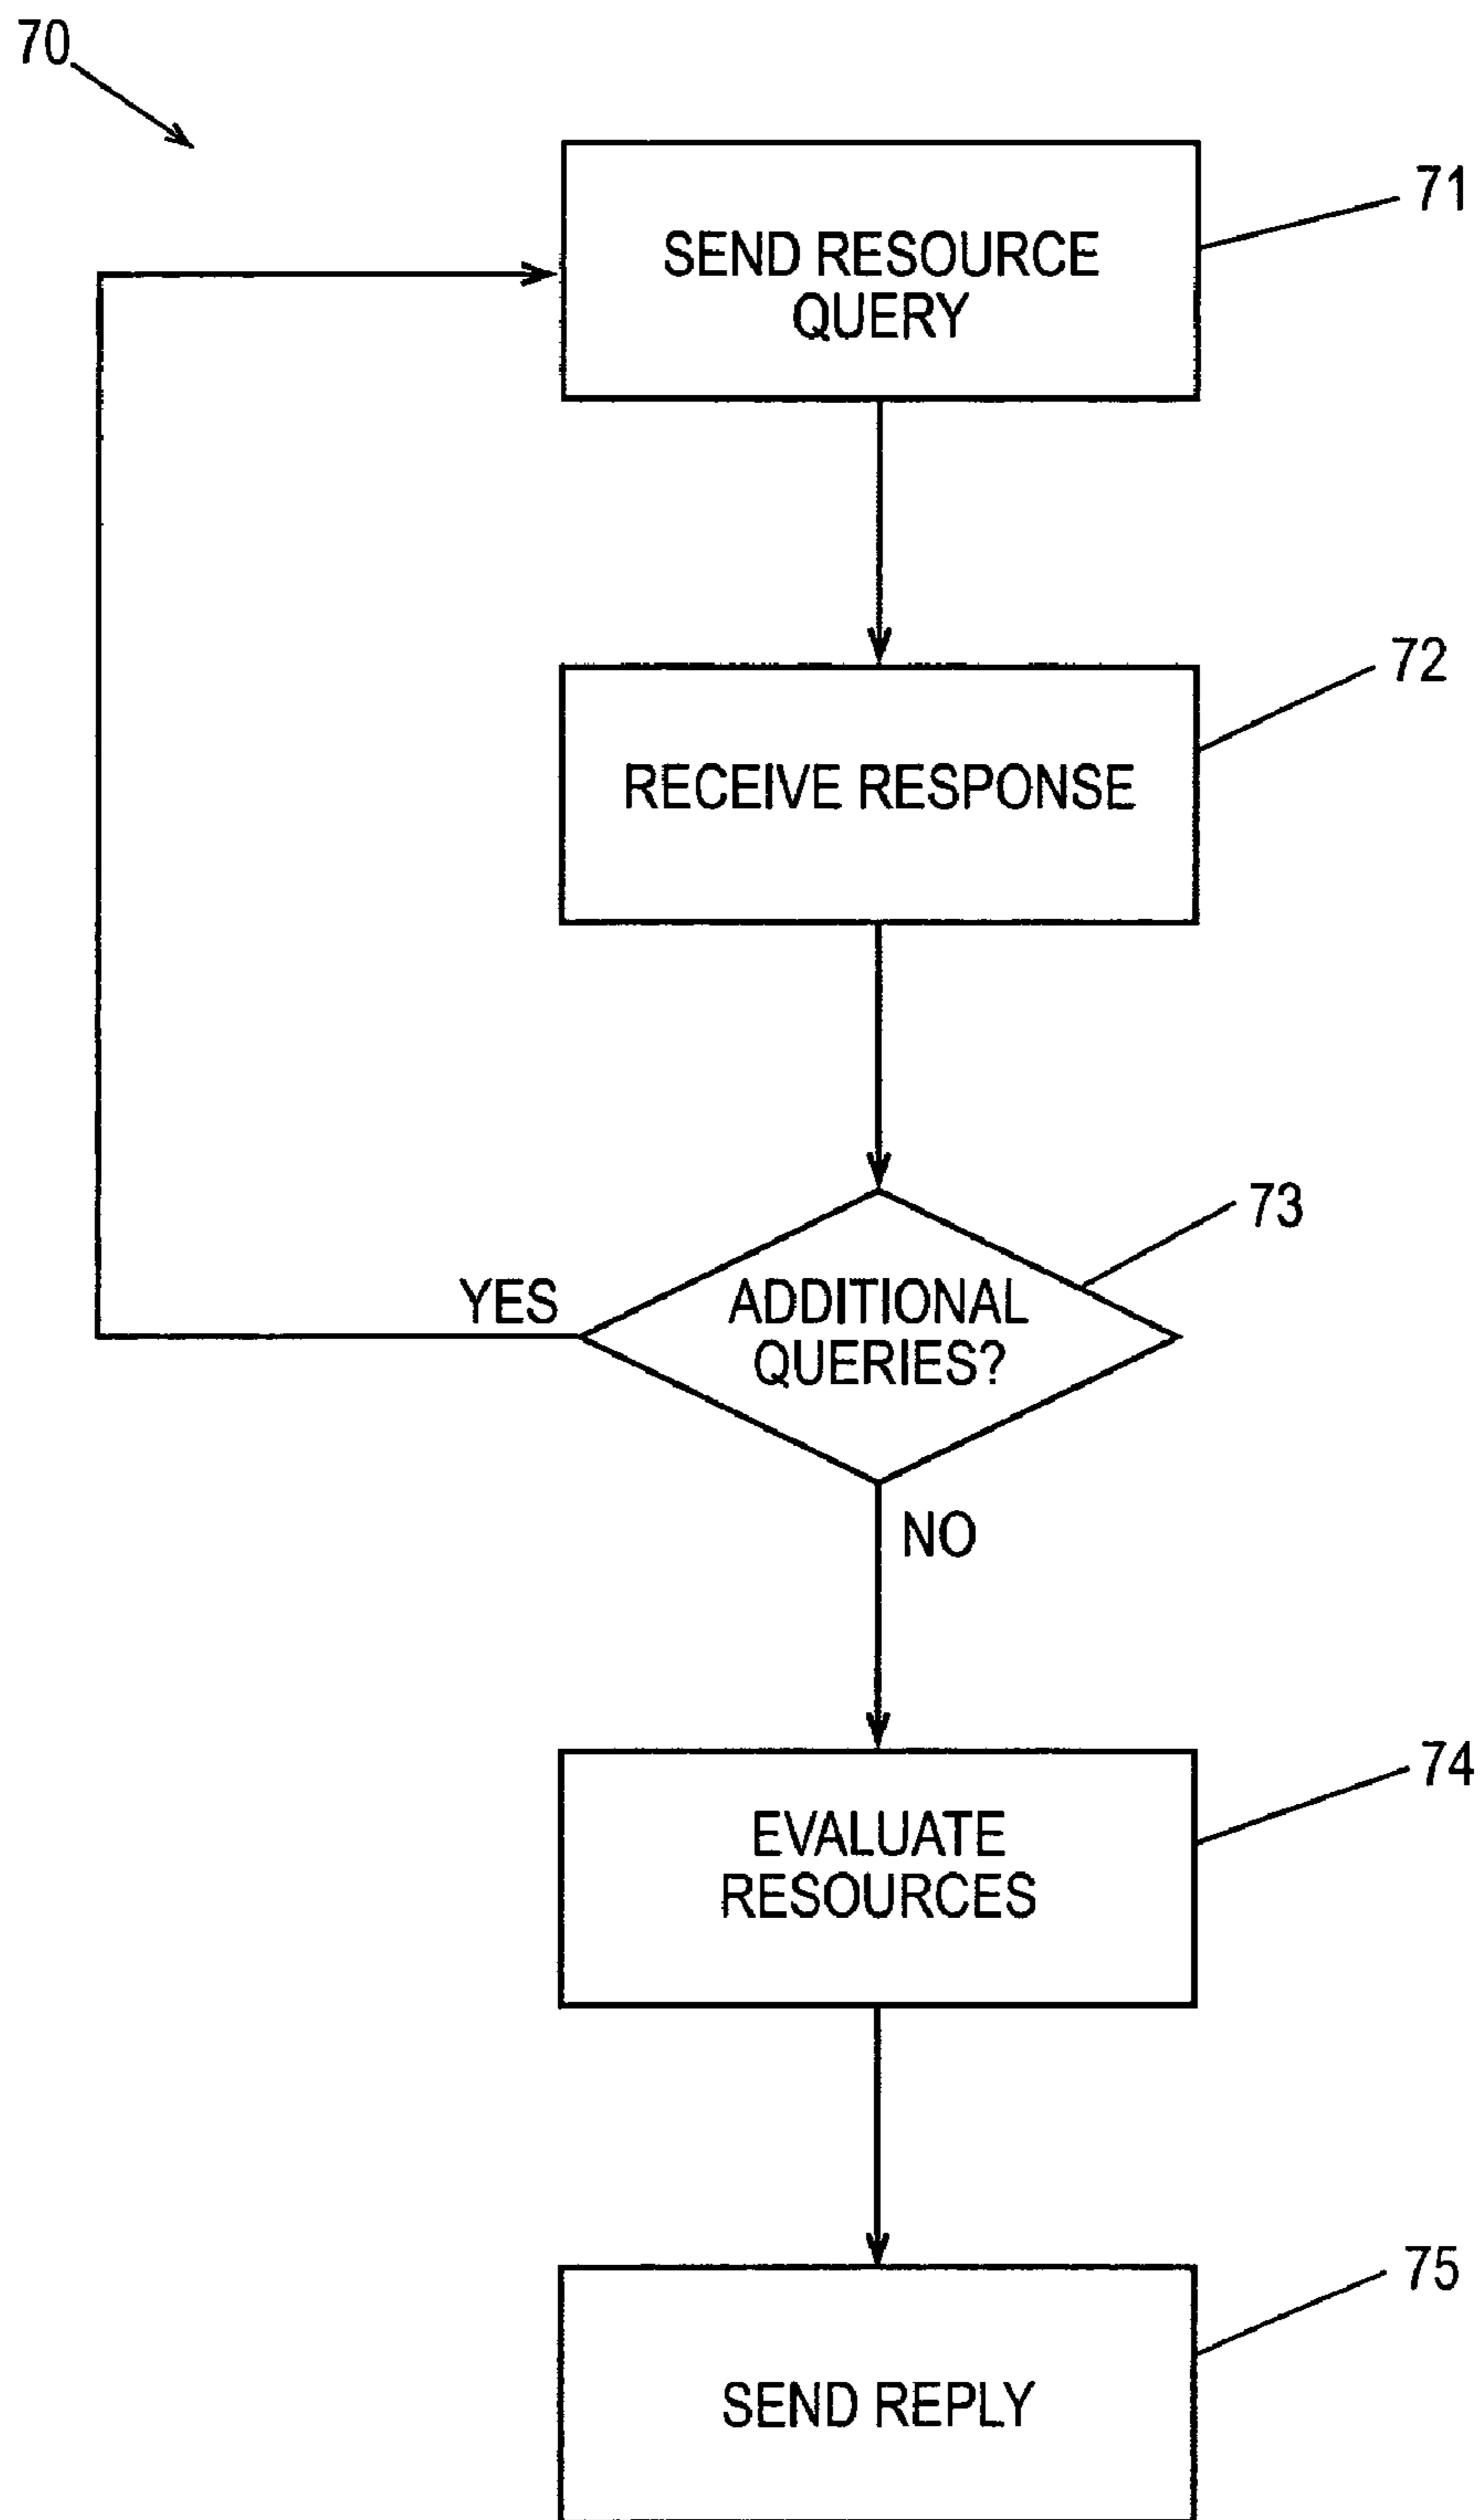 70
71
SEND RESOURCE
QUERY
72
RECEIVE RESPONSE
73
YES
ADDITIONAL
QUERIES?
NO
74
EVALUATE
RESOURCES
75
SEND REPLY